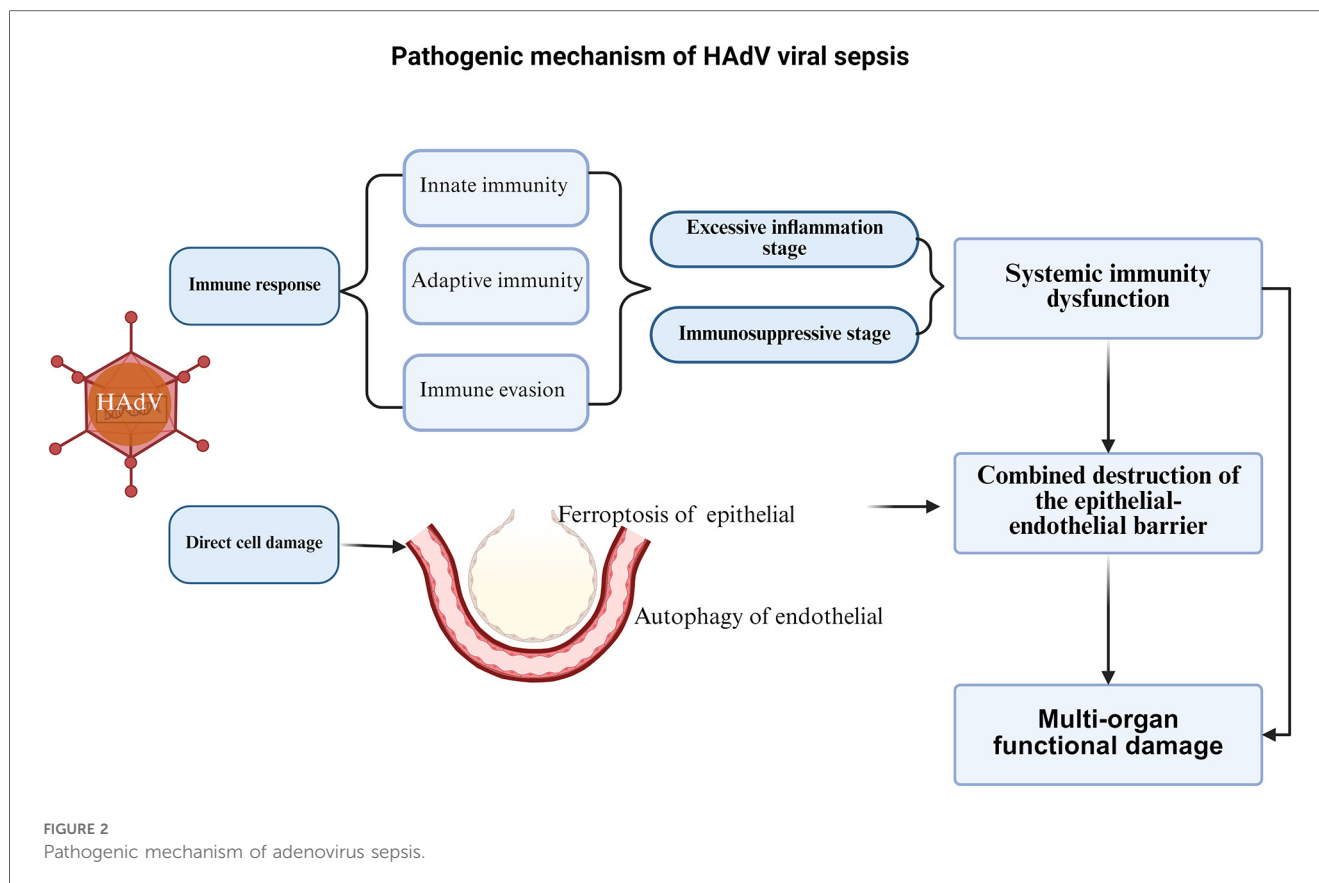 Pathogenic mechanism of HAdV viral sepsis
Innate immunity
Adaptive immunity
Immune evasion
Immune response
Excessive inflammation
stage
Immunosuppressive stage
Systemic immunity
dysfunction
HAdV
Direct cell damage
Ferroptosis of epithelial
Autophagy of endothelial
Combined destruction of
the epithelial-
endothelial barrier
Multi-organ
functional damage
FIGURE 2
Pathogenic mechanism of adenovirus sepsis.